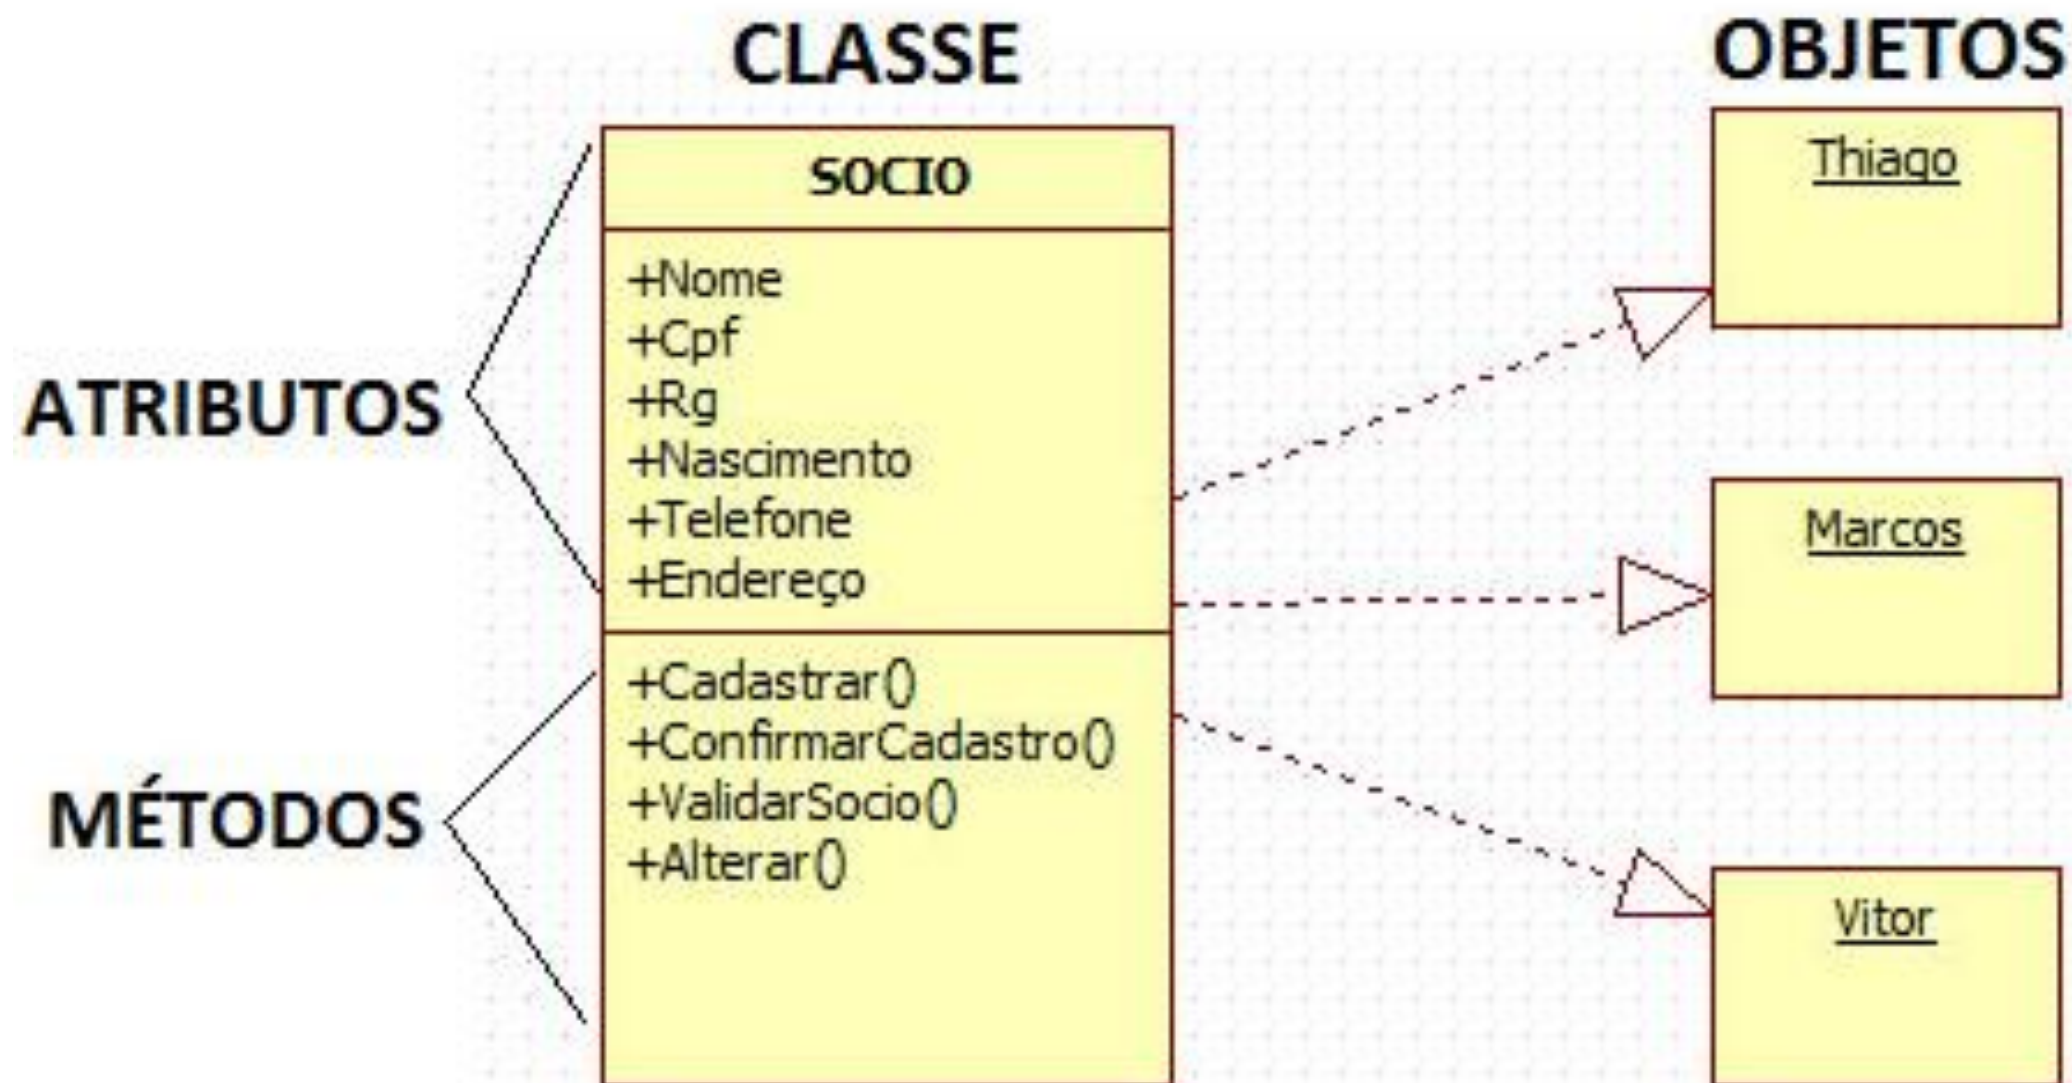 CLASSE
OBJETOS
SOCIO
ATRIBUTOS
+Nome
+Cpf
+Rg
+Nascimento
+Telefone
+Endereço
MÉTODOS
+Cadastrar()
+ConfirmarCadastro()
+ValidarSocio()
+Alterar()
Thiago
Marcos
Vitor